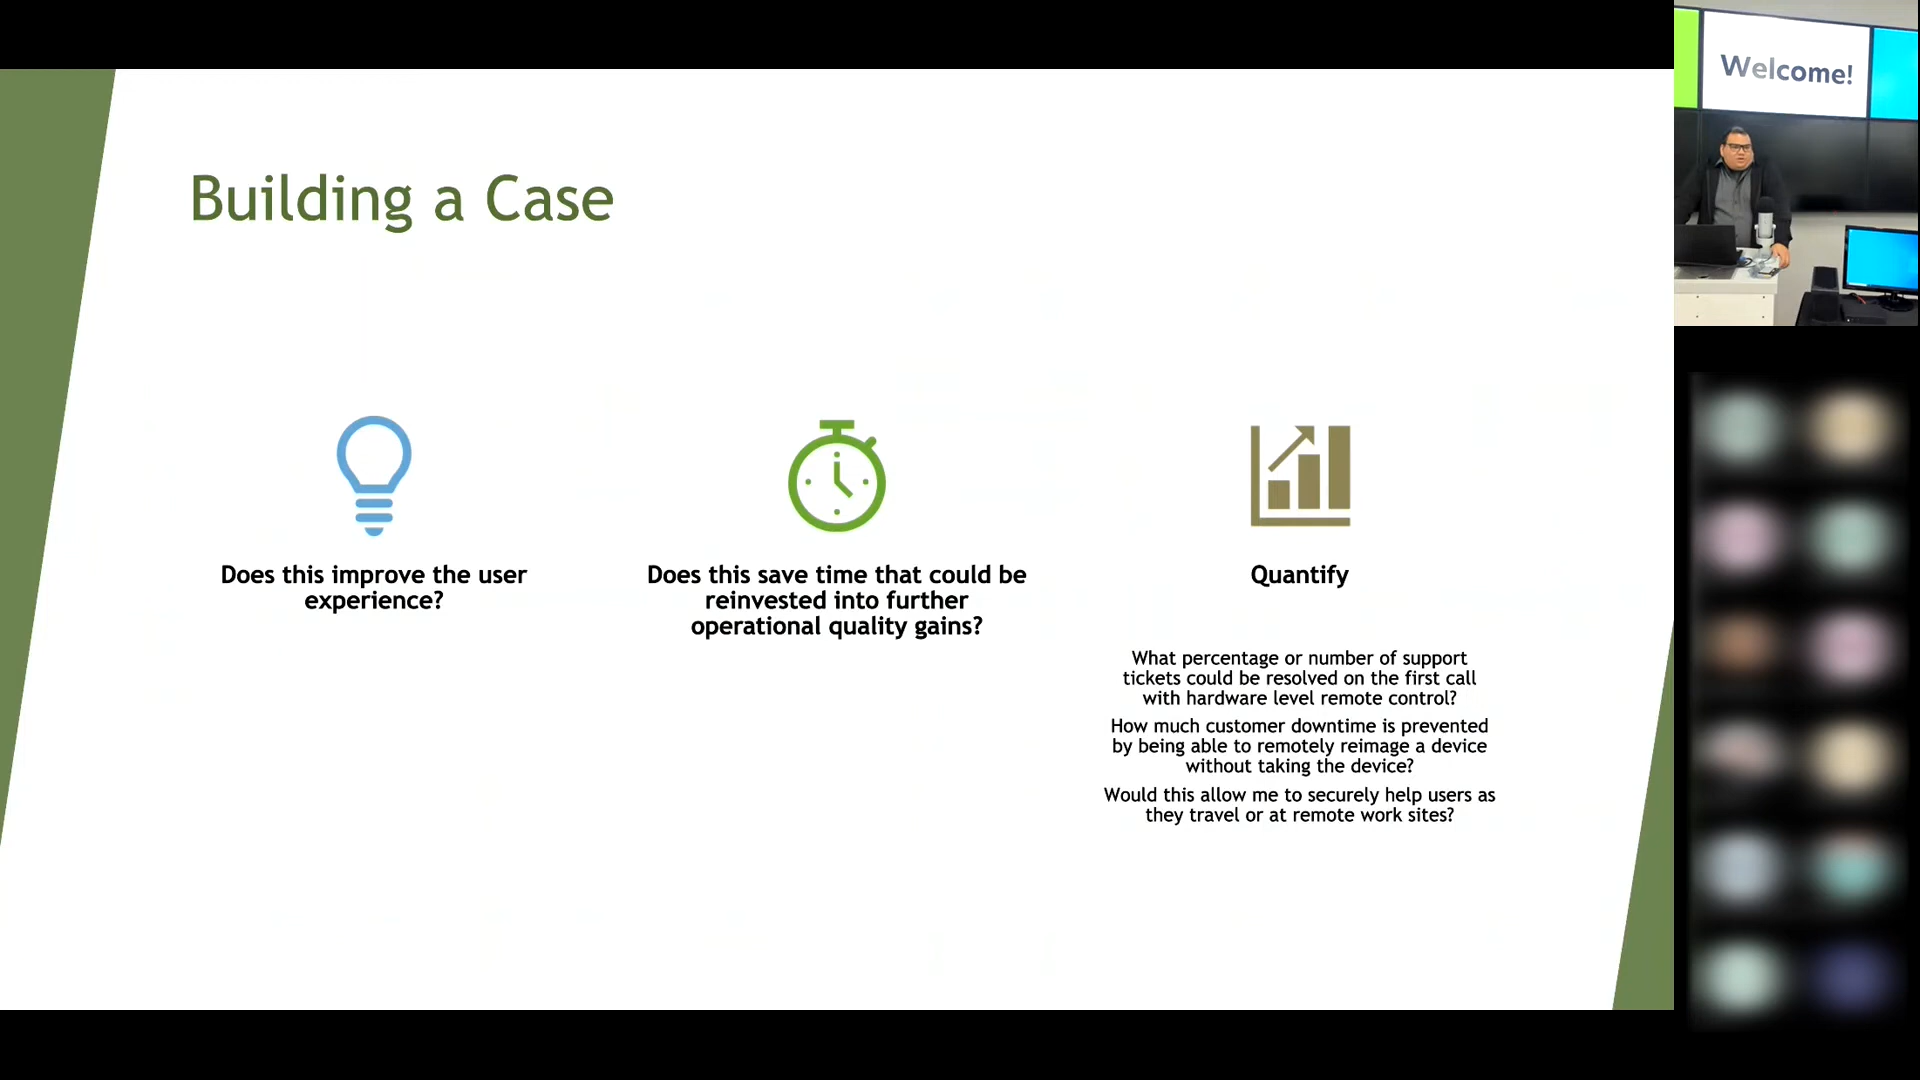 Building a Case
Does this improve the user
experience?
Does this save time that could be
reinvested into further
operational quality gains?
Quantify
What percentage or number of support
tickets could be resolved on the first call
with hardware level remote control?
How much customer downtime is prevented
by being able to remotely reimage a device
without taking the device?
Would this allow me to securely help users as
they travel or at remote work sites?
Welcome!